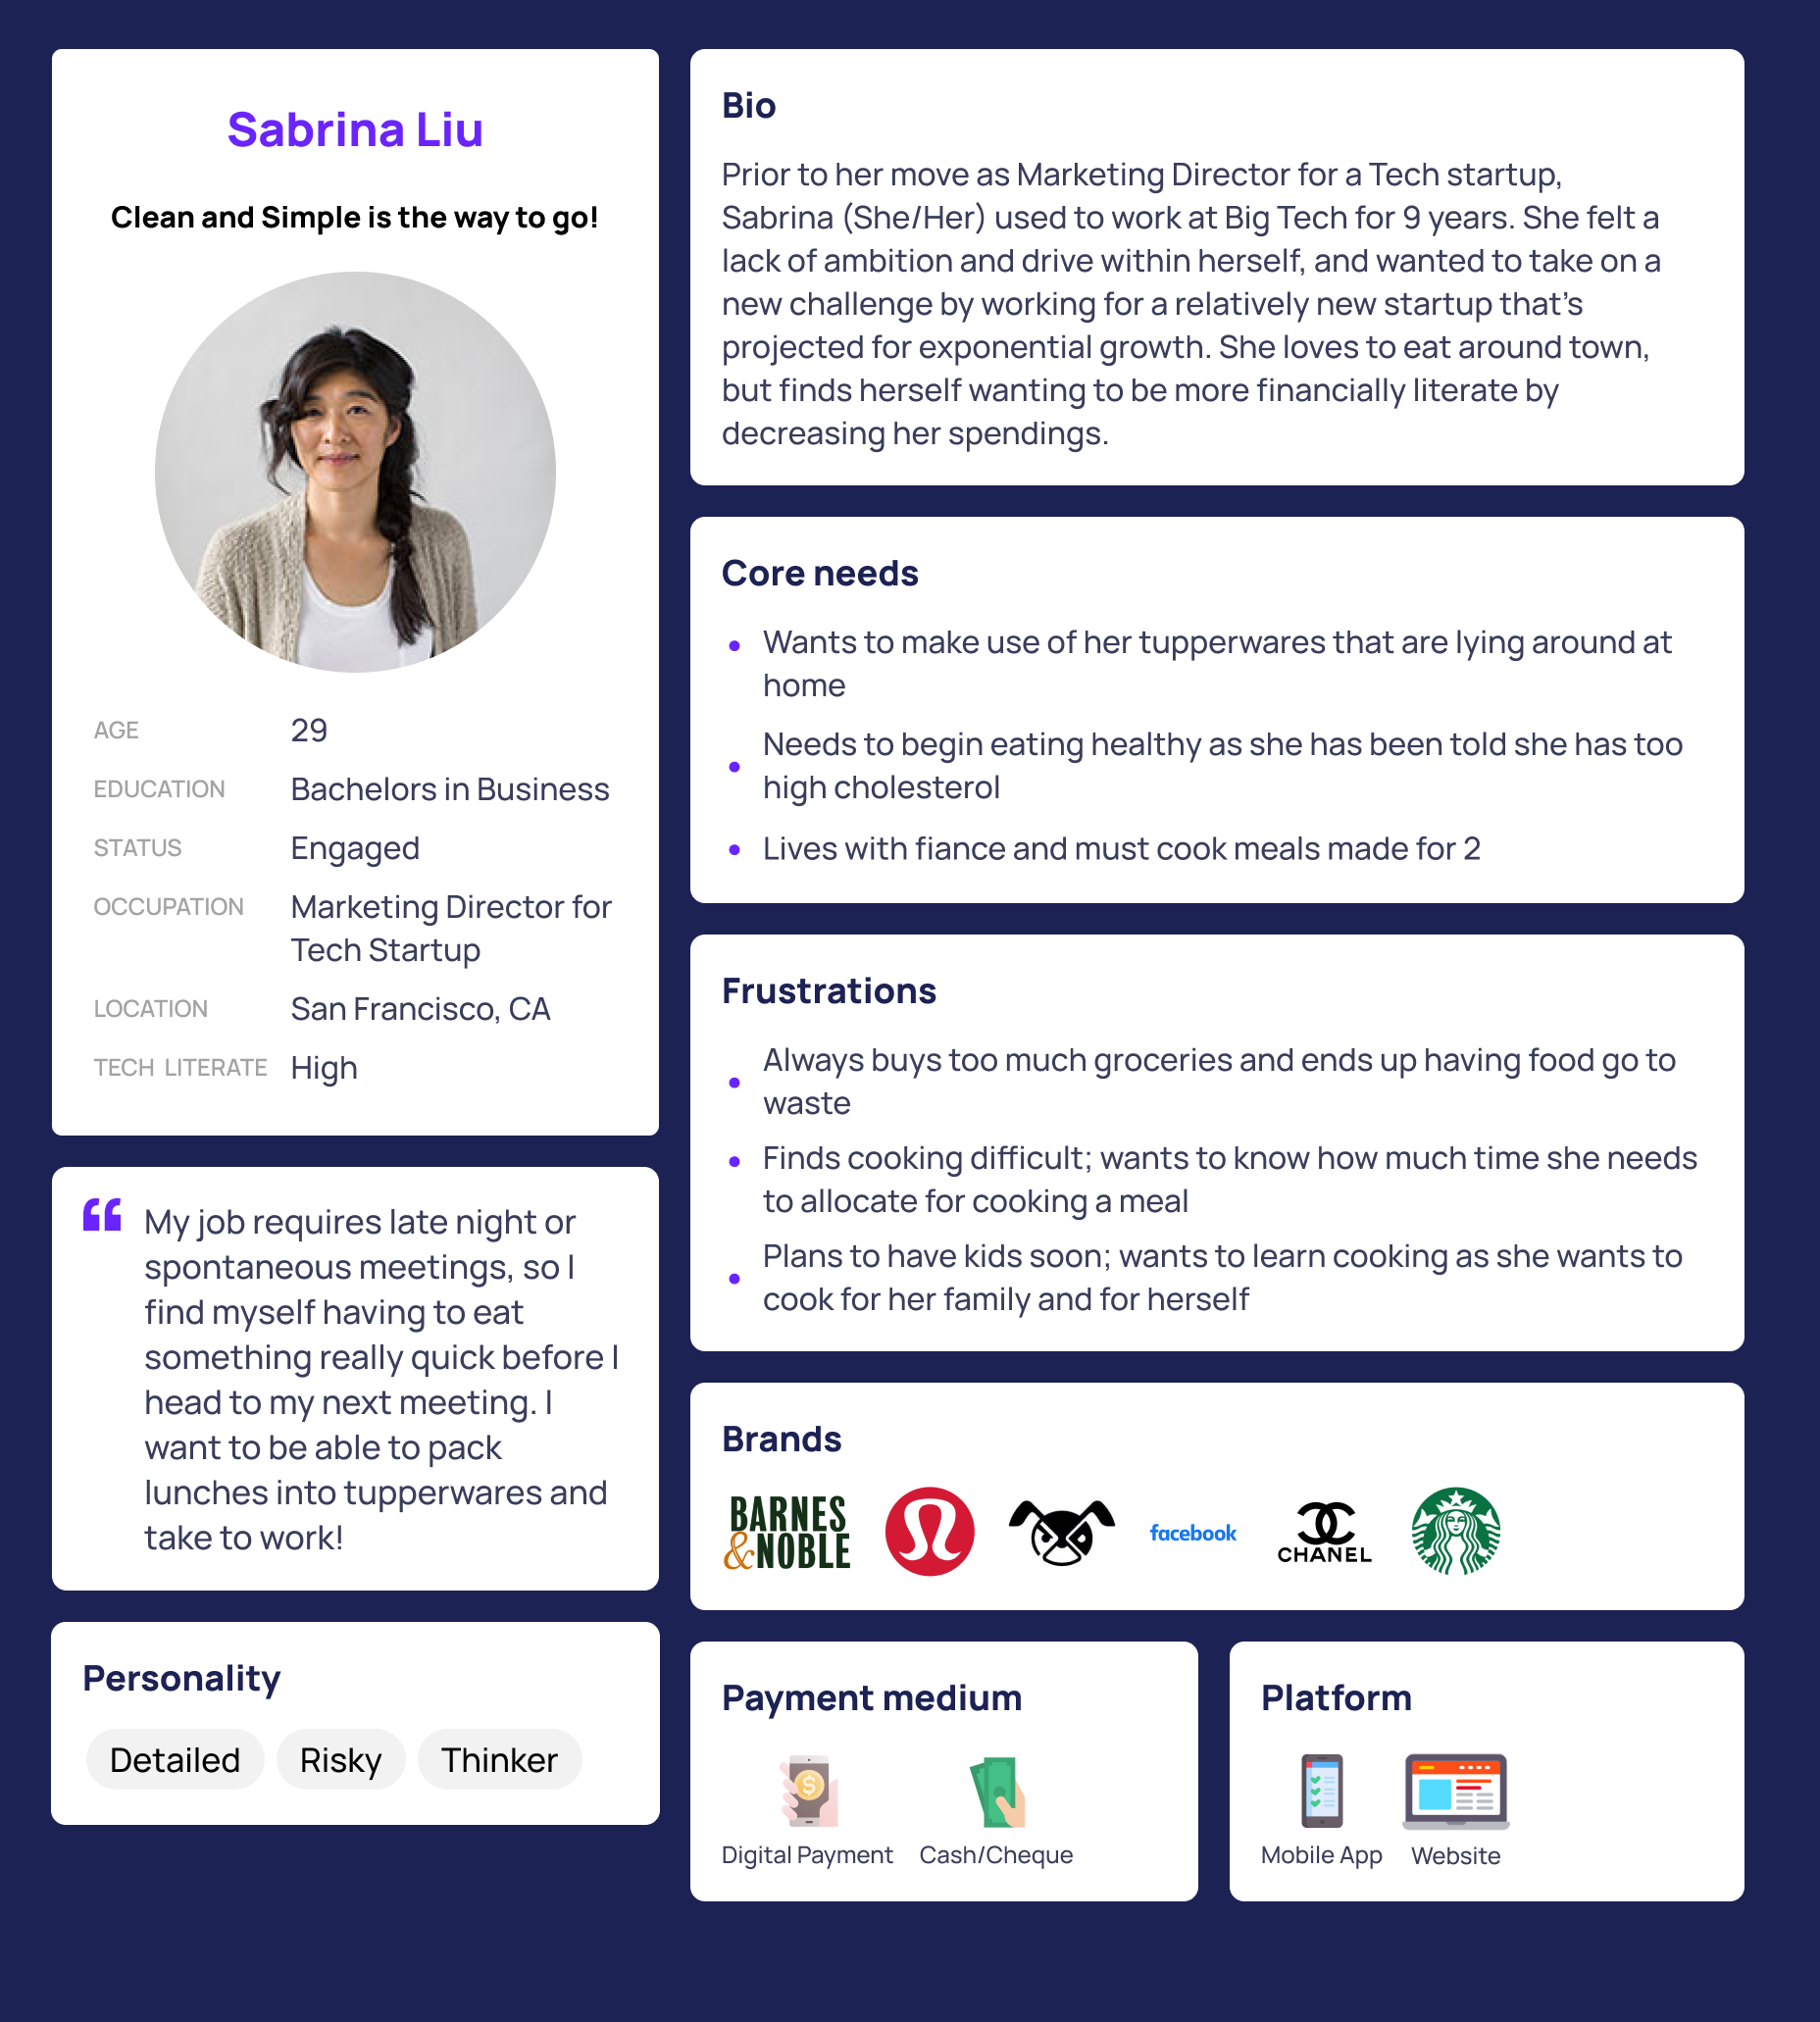 Sabrina Liu
Clean and Simple is the way to go!
AGE 29
EDUCATION Bachelors in Business
STATUS Engaged
OCCUPATION Marketing Director for
Tech Startup
LOCATION San Francisco, CA
TECH LITERATE High
“ My job requires late night or
spontaneous meetings, so I
find myself having to eat
something really quick before I
head to my next meeting. I
want to be able to pack
lunches into tupperwares and
take to work!
Personality
Detailed Risky Thinker
Bio
Prior to her move as Marketing Director for a Tech startup,
Sabrina (She/Her) used to work at Big Tech for 9 years. She felt a
lack of ambition and drive within herself, and wanted to take on a
new challenge by working for a relatively new startup that’s
projected for exponential growth. She loves to eat around town,
but finds herself wanting to be more financially literate by
decreasing her spendings.
Core needs
• Wants to make use of her tupperwares that are lying around at
home
• Needs to begin eating healthy as she has been told she has too
high cholesterol
• Lives with fiance and must cook meals made for 2
Frustrations
• Always buys too much groceries and ends up having food go to
waste
• Finds cooking difficult; wants to know how much time she needs
to allocate for cooking a meal
• Plans to have kids soon; wants to learn cooking as she wants to
cook for her family and for herself
Brands
BARNES
&NOBLE
facebook
CHANEL
Payment medium
$
Digital Payment Cash/Cheque
Platform
Mobile App Website